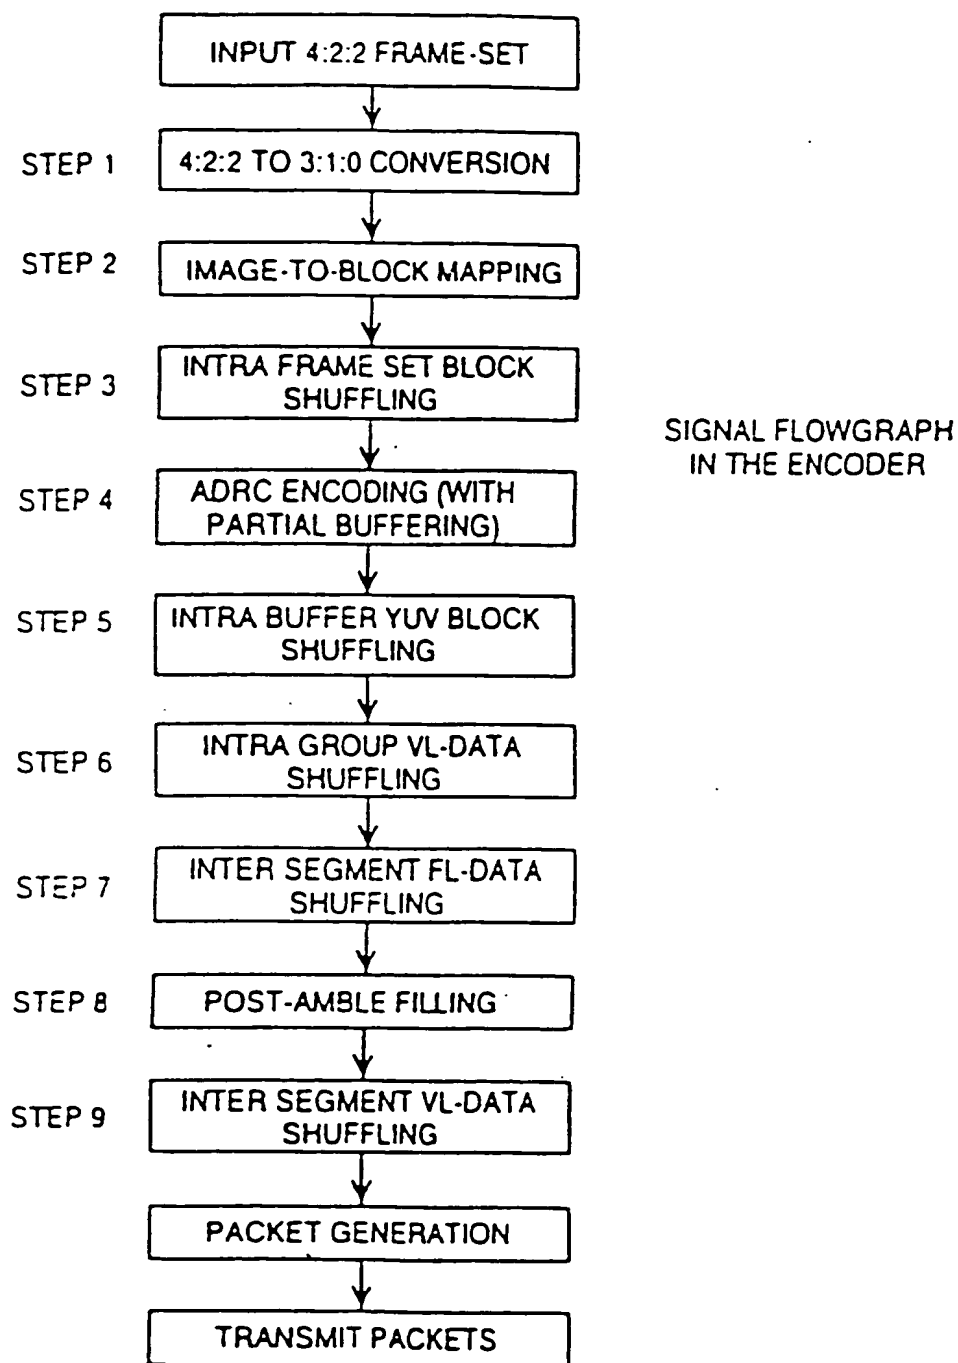 INPUT 4:2:2 FRAME-SET
STEP 1
4:2:2 TO 3:1:0 CONVERSION
STEP 2
IMAGE-TO-BLOCK MAPPING
STEP 3
INTRA FRAME SET BLOCK
SHUFFLING
SIGNAL FLOWGRAPH
IN THE ENCODER
STEP 4
ADRC ENCODING (WITH
PARTIAL BUFFERING)
STEP 5
INTRA BUFFER YUV BLOCK
SHUFFLING
STEP 6
INTRA GROUP VL-DATA
SHUFFLING
STEP 7
INTER SEGMENT FL-DATA
SHUFFLING
STEP 8
POST-AMBLE FILLING
STEP 9
INTER SEGMENT VL-DATA
SHUFFLING
PACKET GENERATION
TRANSMIT PACKETS